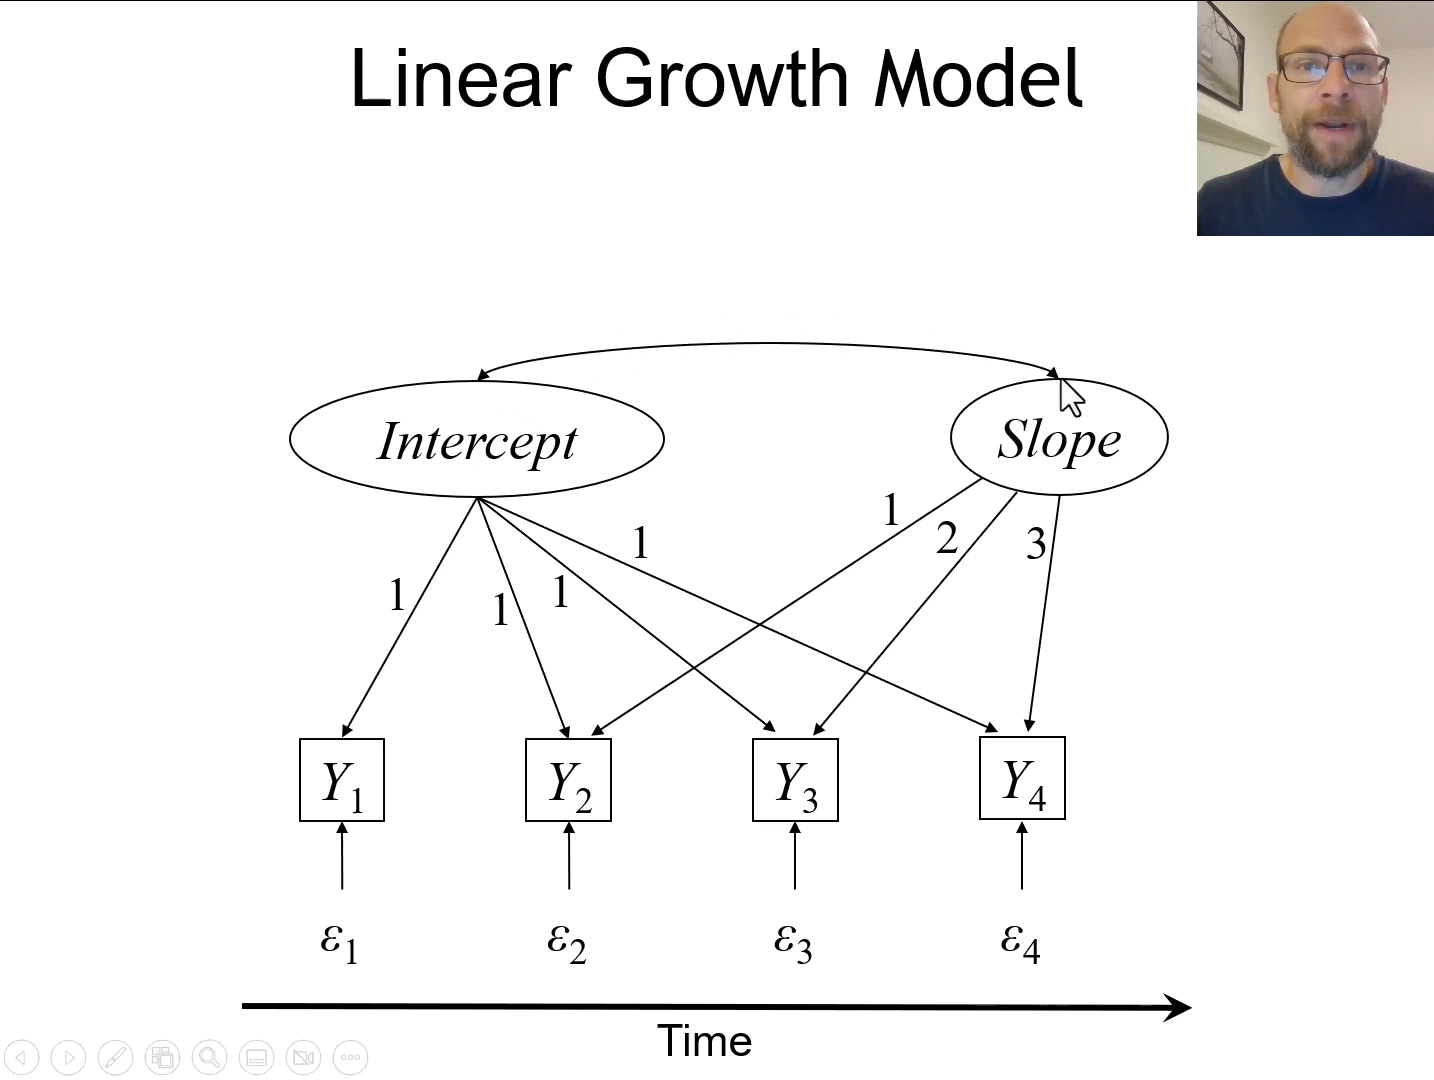 Linear Growth Model
Intercept
Slope
1
2
1
3
1
1
1
Y1
Y2
Y3
Y4
ε1
ε2
ε3
ε4
Time